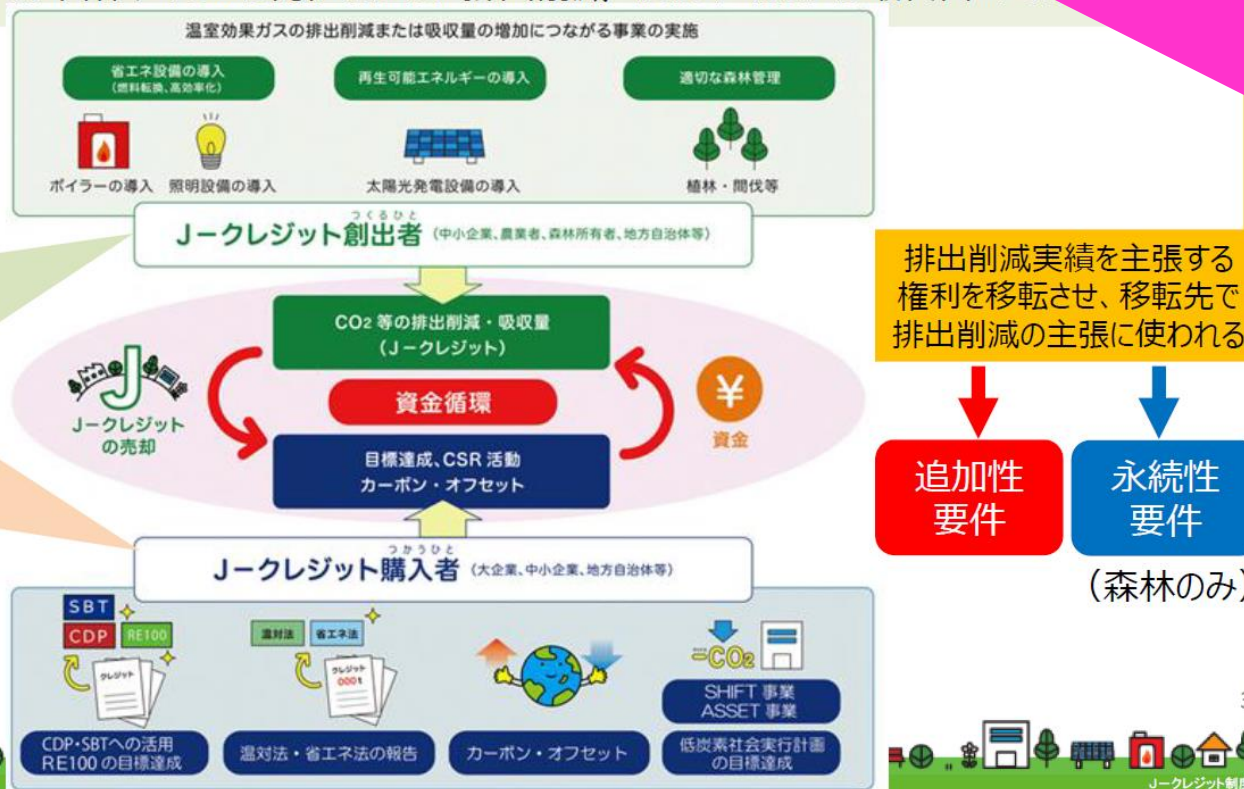 温室効果ガスの排出削減または吸収量の増加につながる事業の実施
省エネ設備の導入
(燃料転換、高効率化)
再生可能エネルギーの導入
適切な森林管理
ボイラーの導入
照明設備の導入
太陽光発電設備の導入
植林・間伐等
つくるひと
Jークレジット創出者（中小企業、農業者、森林所有者、地方自治体等）
CO2 等の排出削減・吸収量
(Jークレジット)
資金循環
J
Jークレジット
の売却
¥
資金
目標達成、CSR 活動
カーボン・オフセット
つかうひと
Jークレジット購入者（大企業、中小企業、地方自治体等）
SBT
CDP
RE100
クレジット
CDP・SBTへの活用
RE100 の目標達成
温対法
省エネ法
クレジット
000t
温対法・省エネ法の報告
カーボン・オフセット
CO2
SHIFT 事業
ASSET 事業
低炭素社会実行計画
の目標達成
排出削減実績を主張する
権利を移転させ、移転先で
排出削減の主張に使われる
追加性
要件
永続性
要件
（森林のみ）
Jークレジット制度